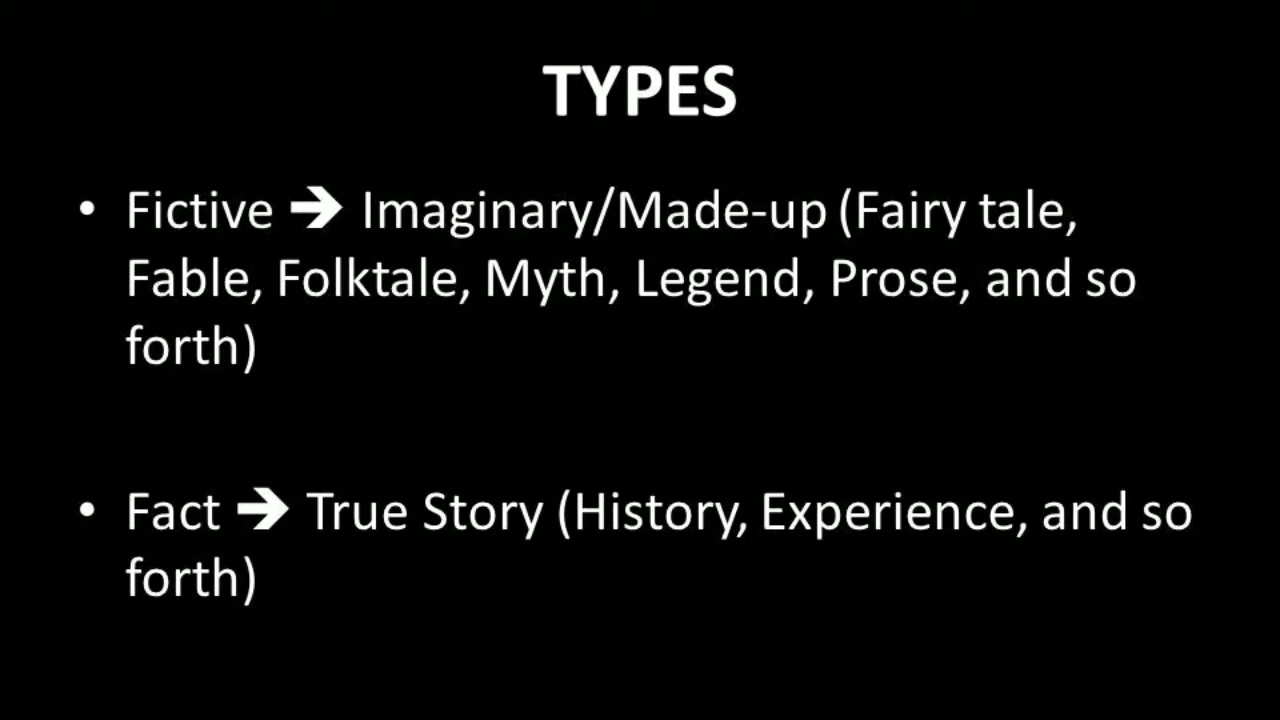 TYPES
• Fictive ➔ Imaginary/Made-up (Fairy tale,
Fable, Folktale, Myth, Legend, Prose, and so
forth)
• Fact ➔ True Story (History, Experience, and so
forth)